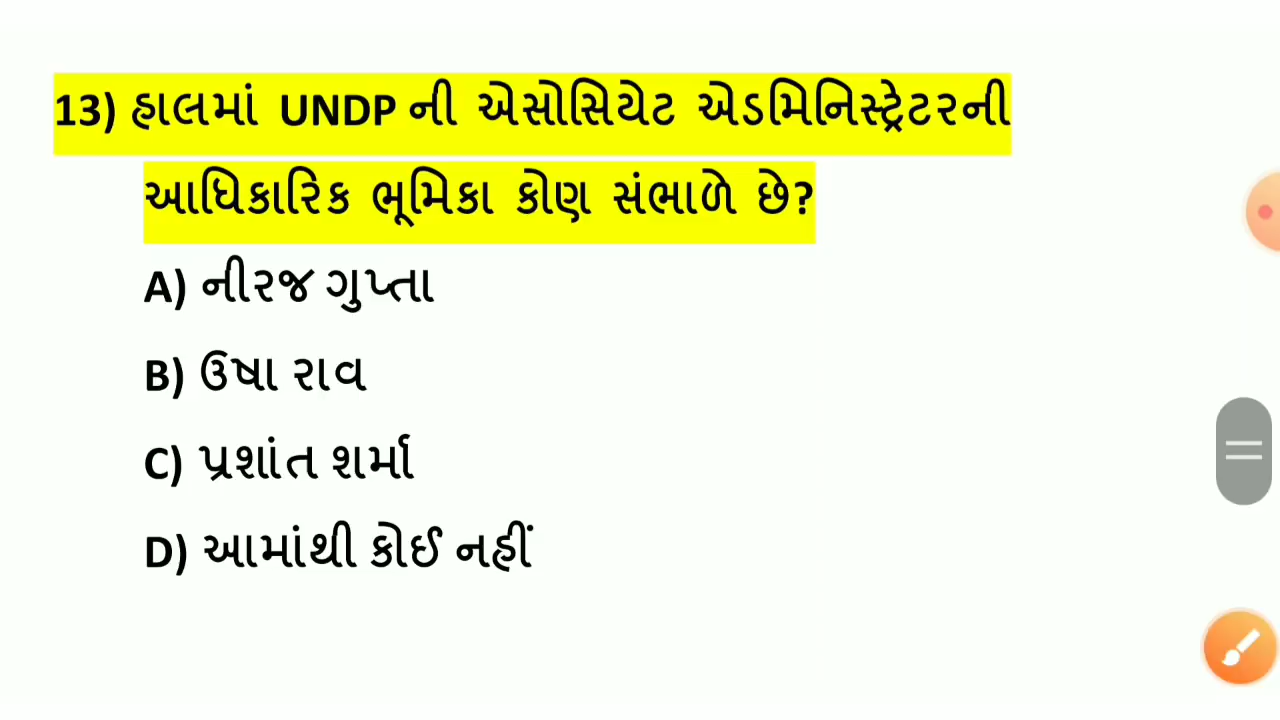 13) હાલમાં UNDP ની એસોસિયેટ એડમિનિસ્ટ્રેટરની
આધિકારિક ભૂમિકા કોણ સંભાળે છે?
A) નીરજ ગુપ્તા
B) ઉષા રાવ
C) પ્રશાંત શર્મા
D) આમાંથી કોઈ નહીં